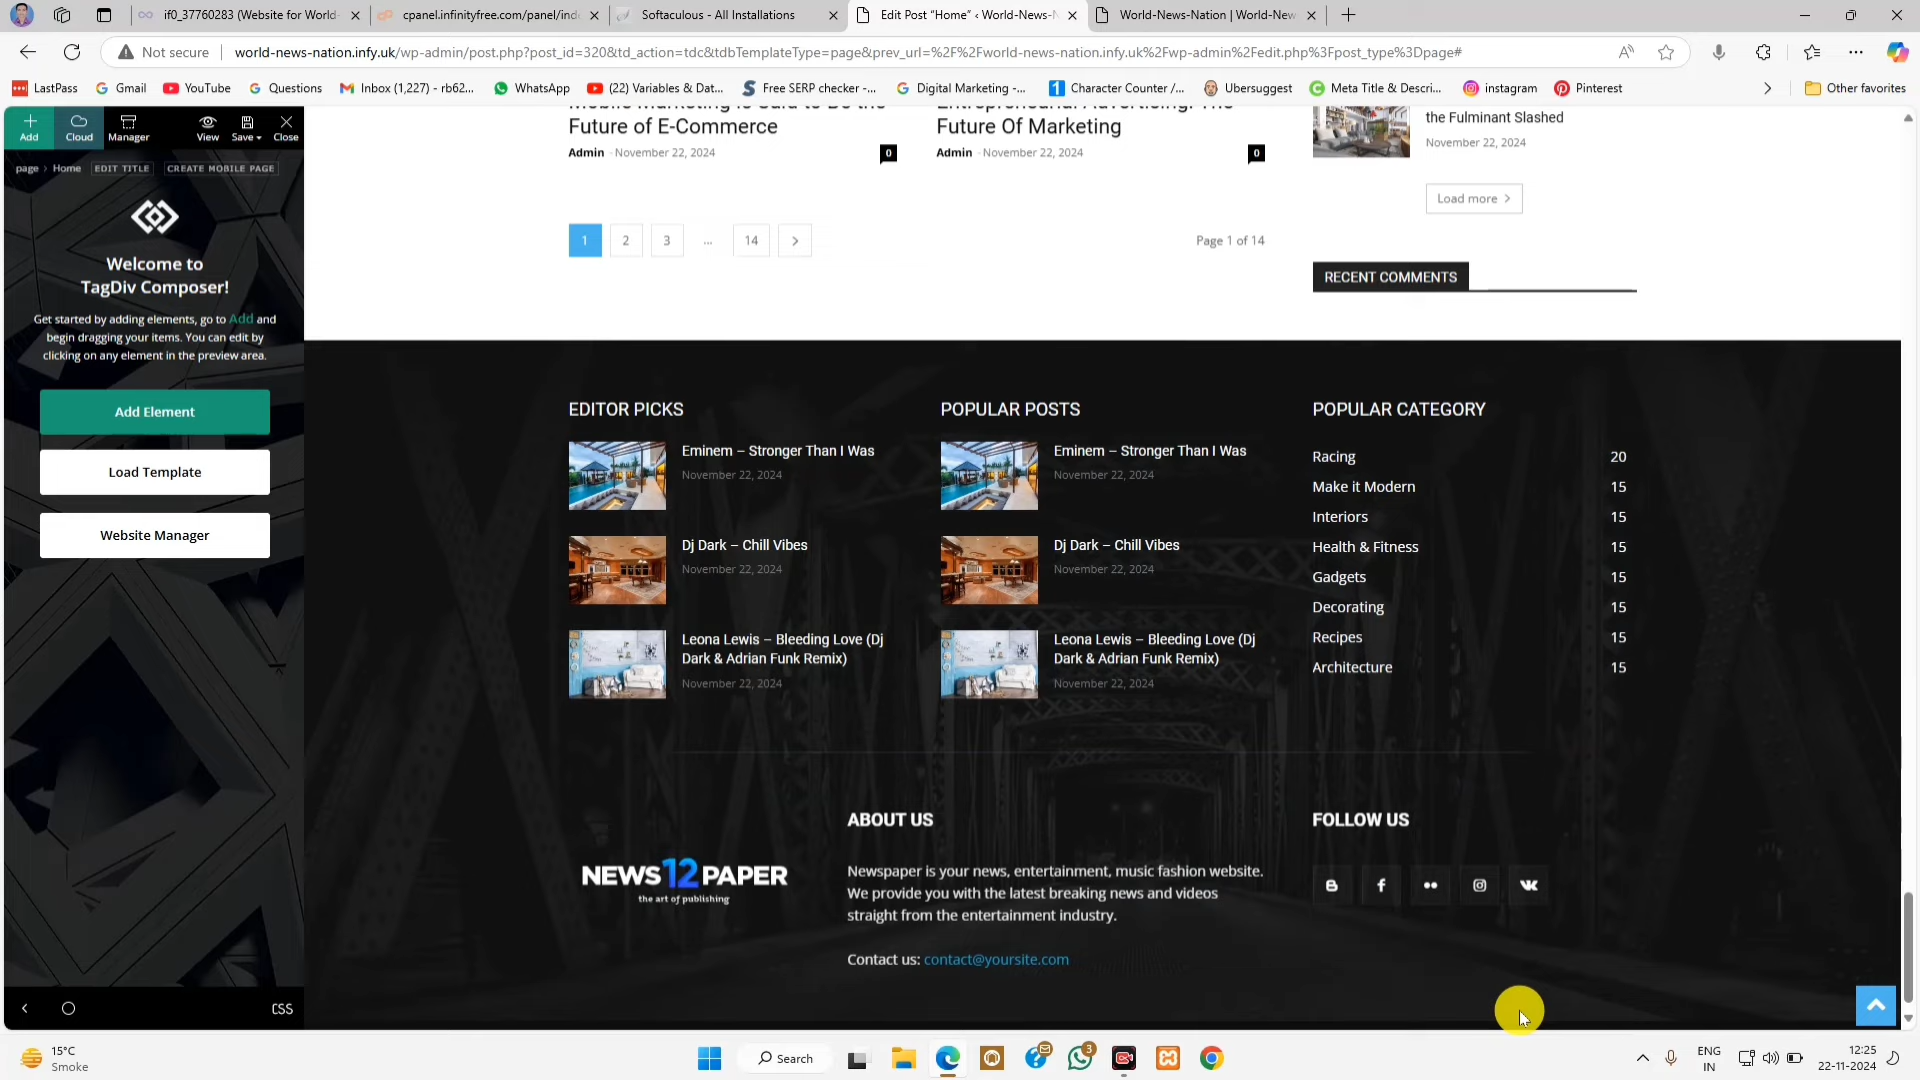 if0_37760283 (Website for World-
cpanel.infinityfree.com/panel/ind
Softaculous - All Installations
Edit Post “Home” ‹ World-News-N
World-News-Nation | World-New
Not secure
world-news-nation.infy.uk/wp-admin/post.php?post_id=320&td_action=tdc&tdbTemplateType=page&prev_url=%2F%2Fworld-news-nation.infy.uk%2Fwp-admin%2Fedit.php%3Fpost_type%3Dpage#
LastPass
Gmail
YouTube
Questions
Inbox (1,227) - rb62...
WhatsApp
(22) Variables & Dat...
Free SERP checker -...
Digital Marketing -...
Character Counter /...
Ubersuggest
Meta Title & Descri...
instagram
Pinterest
Other favorites
Add
Cloud
Manager
View
Save
Close
page › Home EDIT TITLE CREATE MOBILE PAGE
Welcome to
TagDiv Composer!
Get started by adding elements, go to Add and
begin dragging your items. You can edit by
clicking on any element in the preview area.
Add Element
Load Template
Website Manager
CSS
Mobile Marketing is Said to Be the
Future of E-Commerce
Admin - November 22, 2024
0
Entrepreneurial Advertising: The
Future Of Marketing
Admin - November 22, 2024
0
the Fulminant Slashed
November 22, 2024
Load more
1 2 3 ... 14
Page 1 of 14
RECENT COMMENTS
EDITOR PICKS
Eminem – Stronger Than I Was
November 22, 2024
Dj Dark – Chill Vibes
November 22, 2024
Leona Lewis – Bleeding Love (Dj
Dark & Adrian Funk Remix)
November 22, 2024
POPULAR POSTS
Eminem – Stronger Than I Was
November 22, 2024
Dj Dark – Chill Vibes
November 22, 2024
Leona Lewis – Bleeding Love (Dj
Dark & Adrian Funk Remix)
November 22, 2024
POPULAR CATEGORY
Racing 20
Make it Modern 15
Interiors 15
Health & Fitness 15
Gadgets 15
Decorating 15
Recipes 15
Architecture 15
NEWS12PAPER
the art of publishing
ABOUT US
Newspaper is your news, entertainment, music fashion website.
We provide you with the latest breaking news and videos
straight from the entertainment industry.
Contact us: contact@yoursite.com
FOLLOW US
15°C
Smoke
Search
3
ENG
IN
12:25
22-11-2024